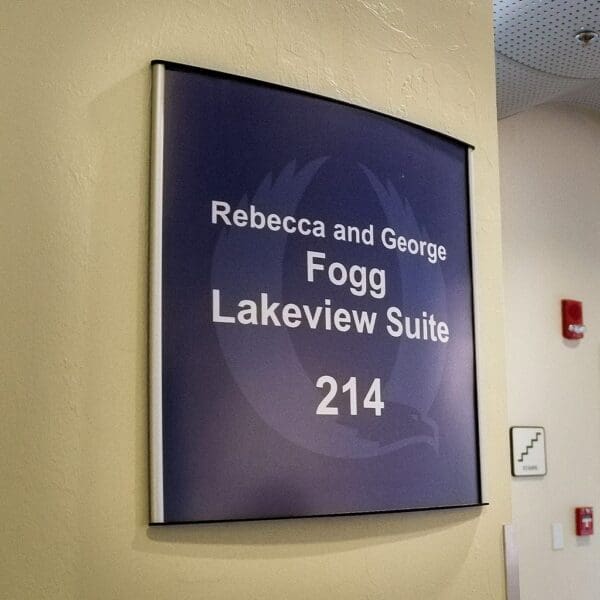 Rebecca and George
Fogg
Lakeview Suite
214